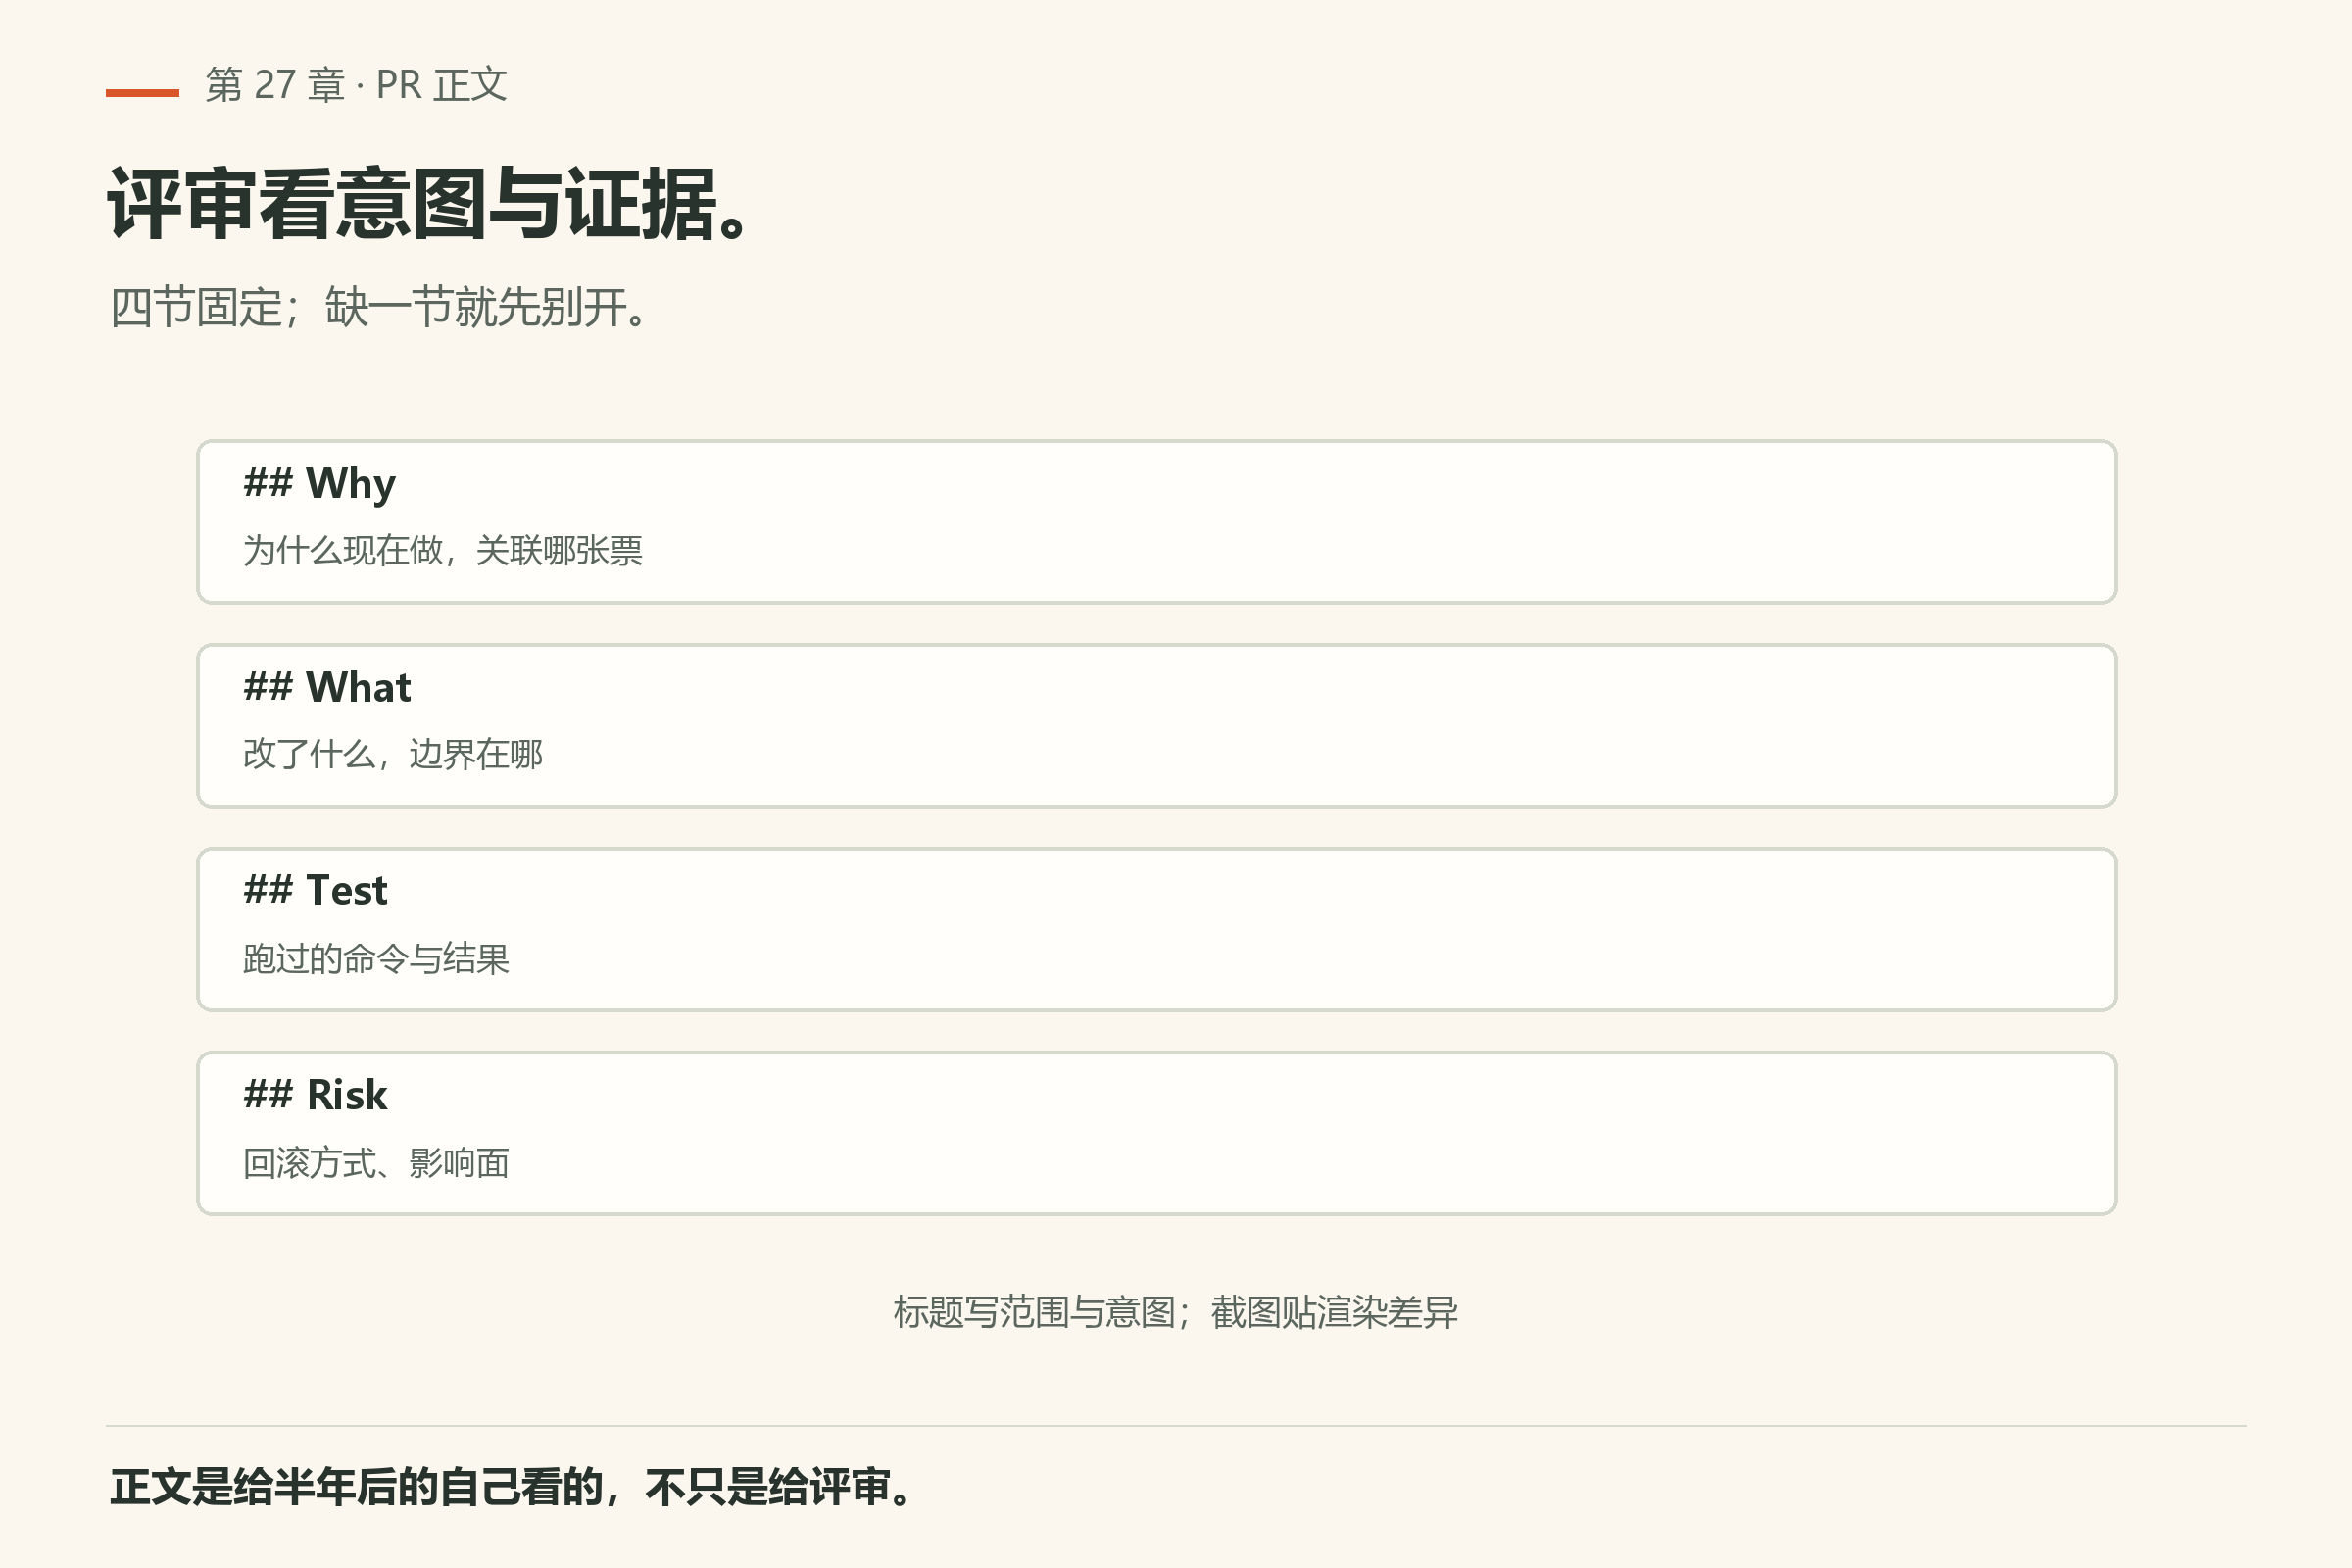 第 27 章 · PR 正文
评审看意图与证据。
四节固定；缺一节就先别开。
## Why
为什么现在做，关联哪张票
## What
改了什么，边界在哪
## Test
跑过的命令与结果
## Risk
回滚方式、影响面
标题写范围与意图；截图贴渲染差异
正文是给半年后的自己看的，不只是给评审。